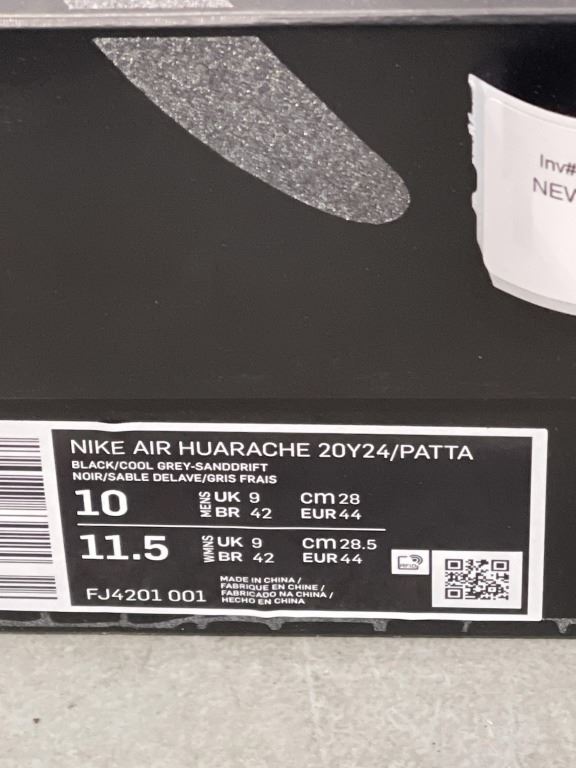 Inv#
NEW
NIKE AIR HUARACHE 20Y24/PATTA
BLACK/COOL GREY-SANDDRIFT
NOIR/SABLE DELAVE/GRIS FRAIS
10 MENS UK 9 CM 28
BR 42 EUR 44
11.5 WMNS UK 9 CM 28.5
BR 42 EUR 44
RFID
FJ4201 001
MADE IN CHINA /
FABRIQUE EN CHINE /
FABRICADO NA CHINA /
HECHO EN CHINA